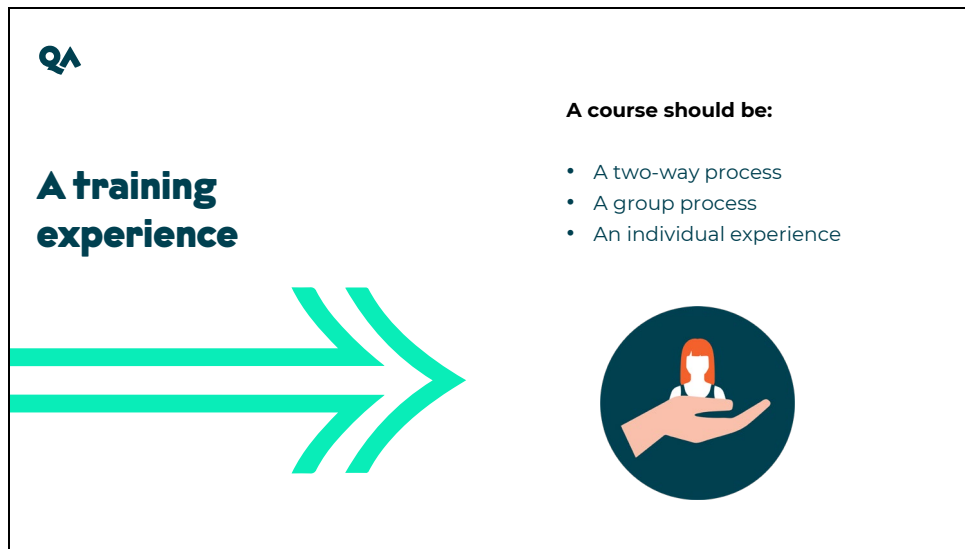 QA
A training
experience
A course should be:
• A two-way process
• A group process
• An individual experience